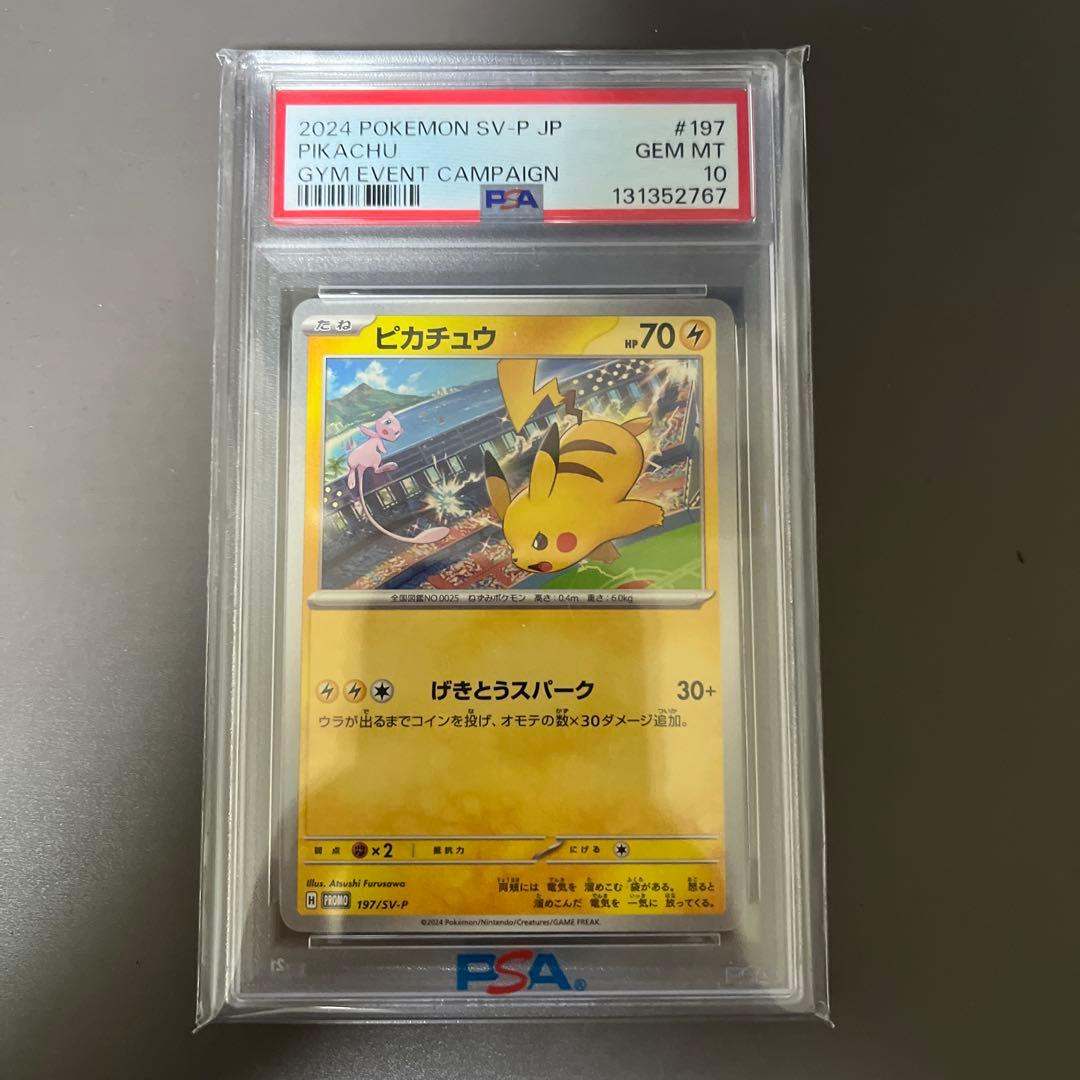 2024 POKEMON SV-P JP #197
PIKACHU GEM MT
GYM EVENT CAMPAIGN 10
PSA 131352767
たね ピカチュウ HP 70
全国図鑑NO.0025 ねずみポケモン 高さ:0.4m 重さ:6.0kg
げきとうスパーク 30+
ウラが出るまでコインを投げ、オモテの数×30ダメージ追加。
弱点 ×2 抵抗力 にげる
Illus. Atsushi Furusawa
両頬には 電気を 溜めこむ 袋がある。 怒ると
溜めこんだ 電気を 一気に 放ってくる。
H PROMO 197/SV-P
©2024 Pokémon/Nintendo/Creatures/GAME FREAK.
PSA®